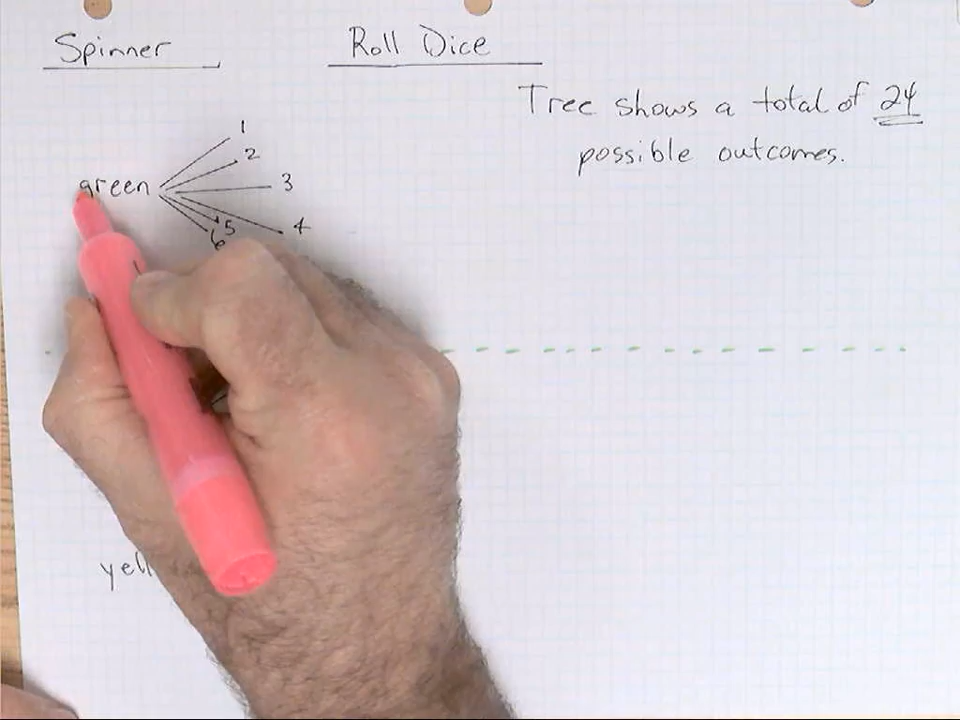 Spinner
Roll Dice
Tree shows a total of 24
possible outcomes.
1
2
green
3
4
5
6